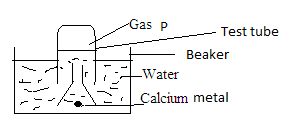 Gas P
Test tube
Beaker
Water
Calcium metal